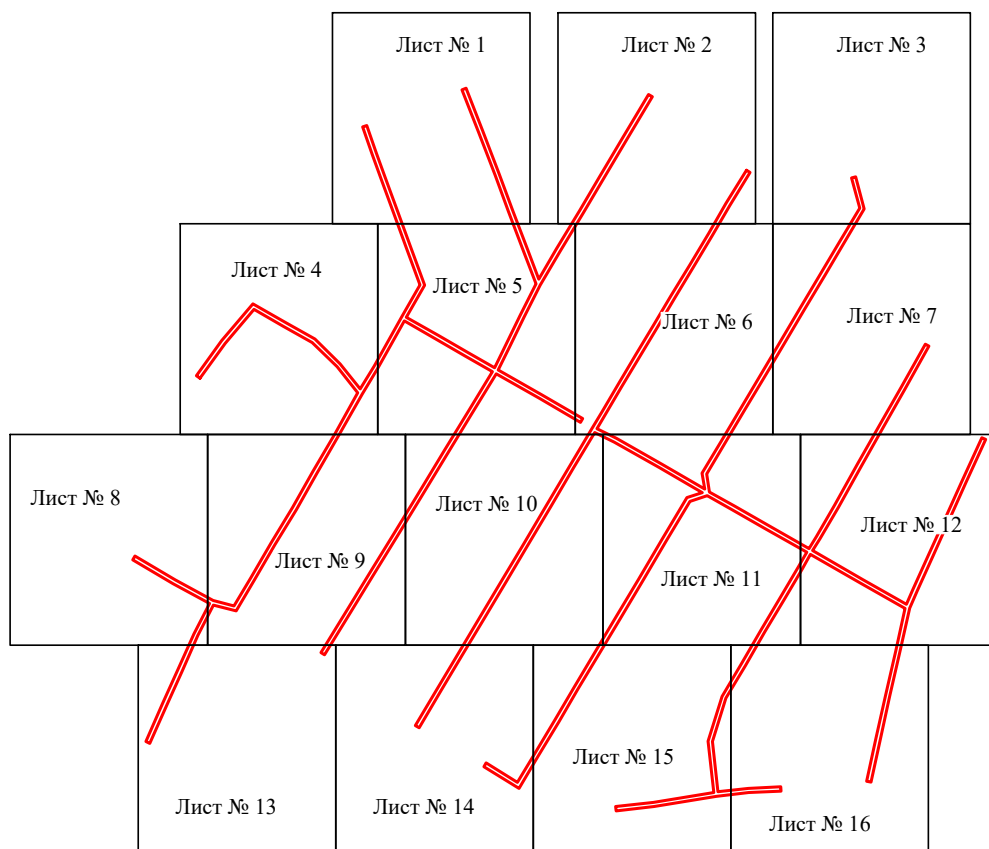 Лист № 1
Лист № 2
Лист № 3
Лист № 4
Лист № 5
Лист № 6
Лист № 7
Лист № 8
Лист № 9
Лист № 10
Лист № 11
Лист № 12
Лист № 13
Лист № 14
Лист № 15
Лист № 16